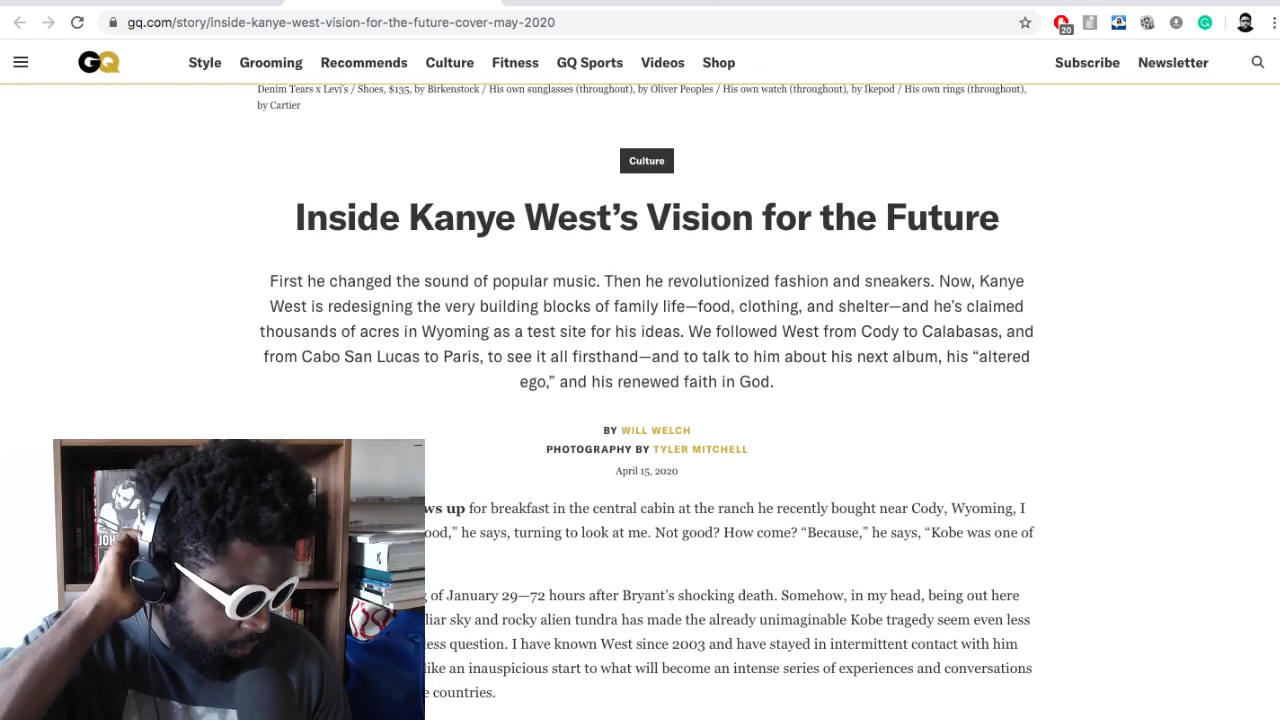 gq.com/story/inside-kanye-west-vision-for-the-future-cover-may-2020
20
GQ Style Grooming Recommends Culture Fitness GQ Sports Videos Shop Subscribe Newsletter
Denim Tears x Levi's / Shoes, $135, by Birkenstock / His own sunglasses (throughout), by Oliver Peoples / His own watch (throughout), by Ikepod / His own rings (throughout),
by Cartier
Culture
Inside Kanye West’s Vision for the Future
First he changed the sound of popular music. Then he revolutionized fashion and sneakers. Now, Kanye
West is redesigning the very building blocks of family life—food, clothing, and shelter—and he’s claimed
thousands of acres in Wyoming as a test site for his ideas. We followed West from Cody to Calabasas, and
from Cabo San Lucas to Paris, to see it all firsthand—and to talk to him about his next album, his “altered
ego,” and his renewed faith in God.
BY WILL WELCH
PHOTOGRAPHY BY TYLER MITCHELL
April 15, 2020
ws up for breakfast in the central cabin at the ranch he recently bought near Cody, Wyoming, I
ood,” he says, turning to look at me. Not good? How come? “Because,” he says, “Kobe was one of
g of January 29—72 hours after Bryant’s shocking death. Somehow, in my head, being out here
liar sky and rocky alien tundra has made the already unimaginable Kobe tragedy seem even less
less question. I have known West since 2003 and have stayed in intermittent contact with him
like an inauspicious start to what will become an intense series of experiences and conversations
e countries.
JOH
SONY